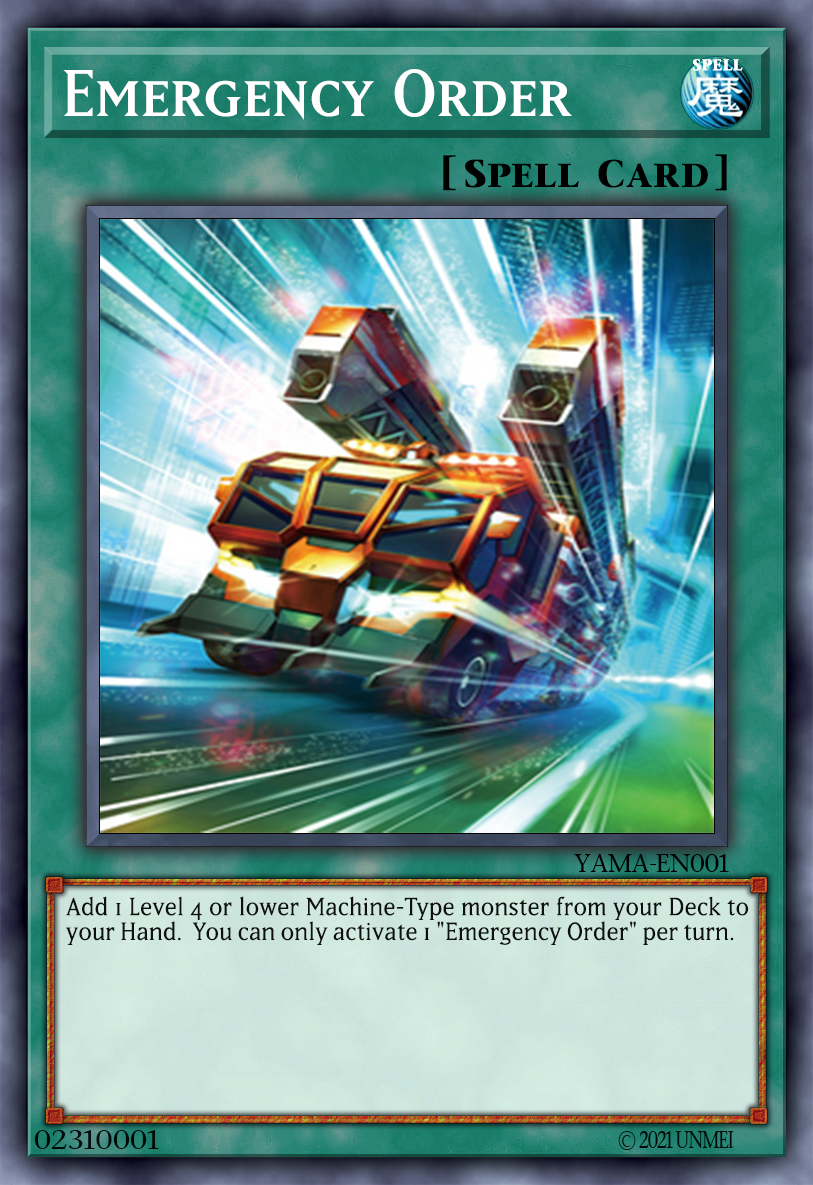 Emergency Order
SPELL
魔
[Spell Card]
YAMA-EN001
Add 1 Level 4 or lower Machine-Type monster from your Deck to
your Hand. You can only activate 1 "Emergency Order" per turn.
02310001
© 2021 UNMEI